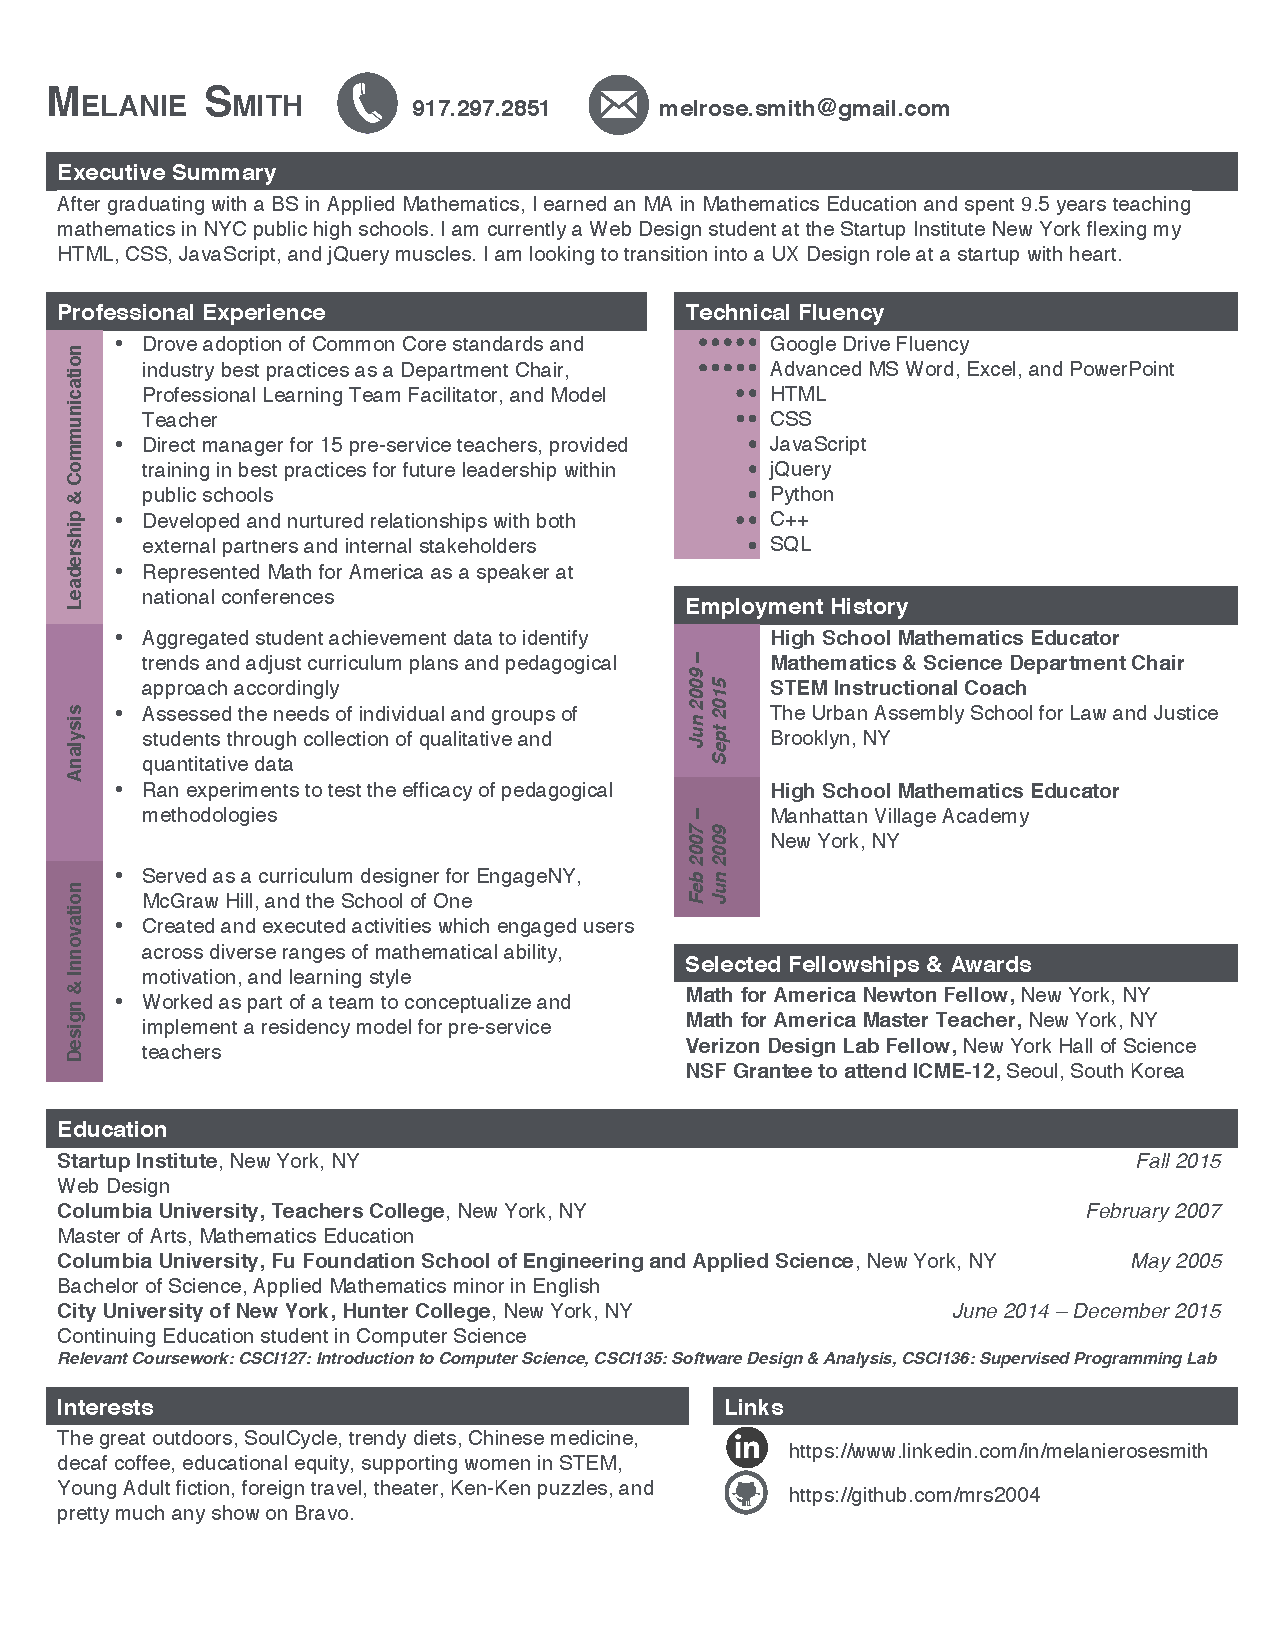 MELANIE SMITH 917.297.2851 melrose.smith@gmail.com
Executive Summary
After graduating with a BS in Applied Mathematics, I earned an MA in Mathematics Education and spent 9.5 years teaching
mathematics in NYC public high schools. I am currently a Web Design student at the Startup Institute New York flexing my
HTML, CSS, JavaScript, and jQuery muscles. I am looking to transition into a UX Design role at a startup with heart.
Professional Experience
Leadership & Communication
• Drove adoption of Common Core standards and
industry best practices as a Department Chair,
Professional Learning Team Facilitator, and Model
Teacher
• Direct manager for 15 pre-service teachers, provided
training in best practices for future leadership within
public schools
• Developed and nurtured relationships with both
external partners and internal stakeholders
• Represented Math for America as a speaker at
national conferences
Analysis
• Aggregated student achievement data to identify
trends and adjust curriculum plans and pedagogical
approach accordingly
• Assessed the needs of individual and groups of
students through collection of qualitative and
quantitative data
• Ran experiments to test the efficacy of pedagogical
methodologies
Design & Innovation
• Served as a curriculum designer for EngageNY,
McGraw Hill, and the School of One
• Created and executed activities which engaged users
across diverse ranges of mathematical ability,
motivation, and learning style
• Worked as part of a team to conceptualize and
implement a residency model for pre-service
teachers
Technical Fluency
••••• Google Drive Fluency
••••• Advanced MS Word, Excel, and PowerPoint
•• HTML
•• CSS
• JavaScript
• jQuery
• Python
•• C++
• SQL
Employment History
Jun 2009 –
Sept 2015
High School Mathematics Educator
Mathematics & Science Department Chair
STEM Instructional Coach
The Urban Assembly School for Law and Justice
Brooklyn, NY
Feb 2007 –
Jun 2009
High School Mathematics Educator
Manhattan Village Academy
New York, NY
Selected Fellowships & Awards
Math for America Newton Fellow, New York, NY
Math for America Master Teacher, New York, NY
Verizon Design Lab Fellow, New York Hall of Science
NSF Grantee to attend ICME-12, Seoul, South Korea
Education
Startup Institute, New York, NY Fall 2015
Web Design
Columbia University, Teachers College, New York, NY February 2007
Master of Arts, Mathematics Education
Columbia University, Fu Foundation School of Engineering and Applied Science, New York, NY May 2005
Bachelor of Science, Applied Mathematics minor in English
City University of New York, Hunter College, New York, NY June 2014 – December 2015
Continuing Education student in Computer Science
Relevant Coursework: CSCI127: Introduction to Computer Science, CSCI135: Software Design & Analysis, CSCI136: Supervised Programming Lab
Interests
The great outdoors, SoulCycle, trendy diets, Chinese medicine,
decaf coffee, educational equity, supporting women in STEM,
Young Adult fiction, foreign travel, theater, Ken-Ken puzzles, and
pretty much any show on Bravo.
Links
in https://www.linkedin.com/in/melanierosesmith
https://github.com/mrs2004